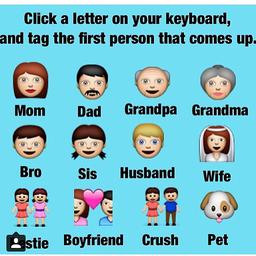 Click a letter on your keyboard,
and tag the first person that comes up.
Mom Dad Grandpa Grandma
Bro Sis Husband Wife
stie Boyfriend Crush Pet